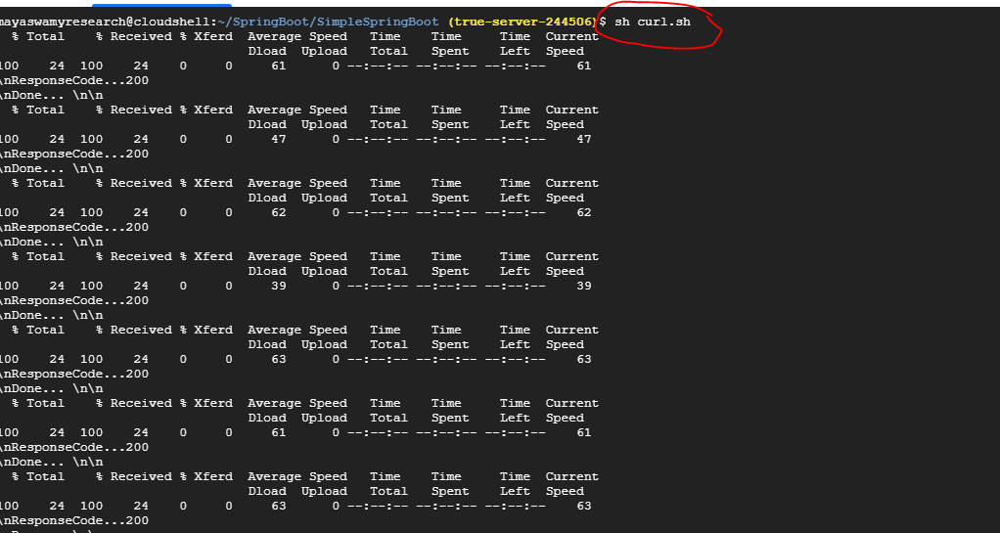 mayaswamyresearch@cloudshell:~/SpringBoot/SimpleSpringBoot (true-server-244506)$ sh curl.sh
% Total % Received % Xferd Average Speed Time Time Time Current
Dload Upload Total Spent Left Speed
100 24 100 24 0 0 61 0 --:--:-- --:--:-- --:--:-- 61
\nResponseCode...200
\nDone... \n\n
% Total % Received % Xferd Average Speed Time Time Time Current
Dload Upload Total Spent Left Speed
100 24 100 24 0 0 47 0 --:--:-- --:--:-- --:--:-- 47
\nResponseCode...200
\nDone... \n\n
% Total % Received % Xferd Average Speed Time Time Time Current
Dload Upload Total Spent Left Speed
100 24 100 24 0 0 62 0 --:--:-- --:--:-- --:--:-- 62
\nResponseCode...200
\nDone... \n\n
% Total % Received % Xferd Average Speed Time Time Time Current
Dload Upload Total Spent Left Speed
100 24 100 24 0 0 39 0 --:--:-- --:--:-- --:--:-- 39
\nResponseCode...200
\nDone... \n\n
% Total % Received % Xferd Average Speed Time Time Time Current
Dload Upload Total Spent Left Speed
100 24 100 24 0 0 63 0 --:--:-- --:--:-- --:--:-- 63
\nResponseCode...200
\nDone... \n\n
% Total % Received % Xferd Average Speed Time Time Time Current
Dload Upload Total Spent Left Speed
100 24 100 24 0 0 61 0 --:--:-- --:--:-- --:--:-- 61
\nResponseCode...200
\nDone... \n\n
% Total % Received % Xferd Average Speed Time Time Time Current
Dload Upload Total Spent Left Speed
100 24 100 24 0 0 63 0 --:--:-- --:--:-- --:--:-- 63
\nResponseCode...200